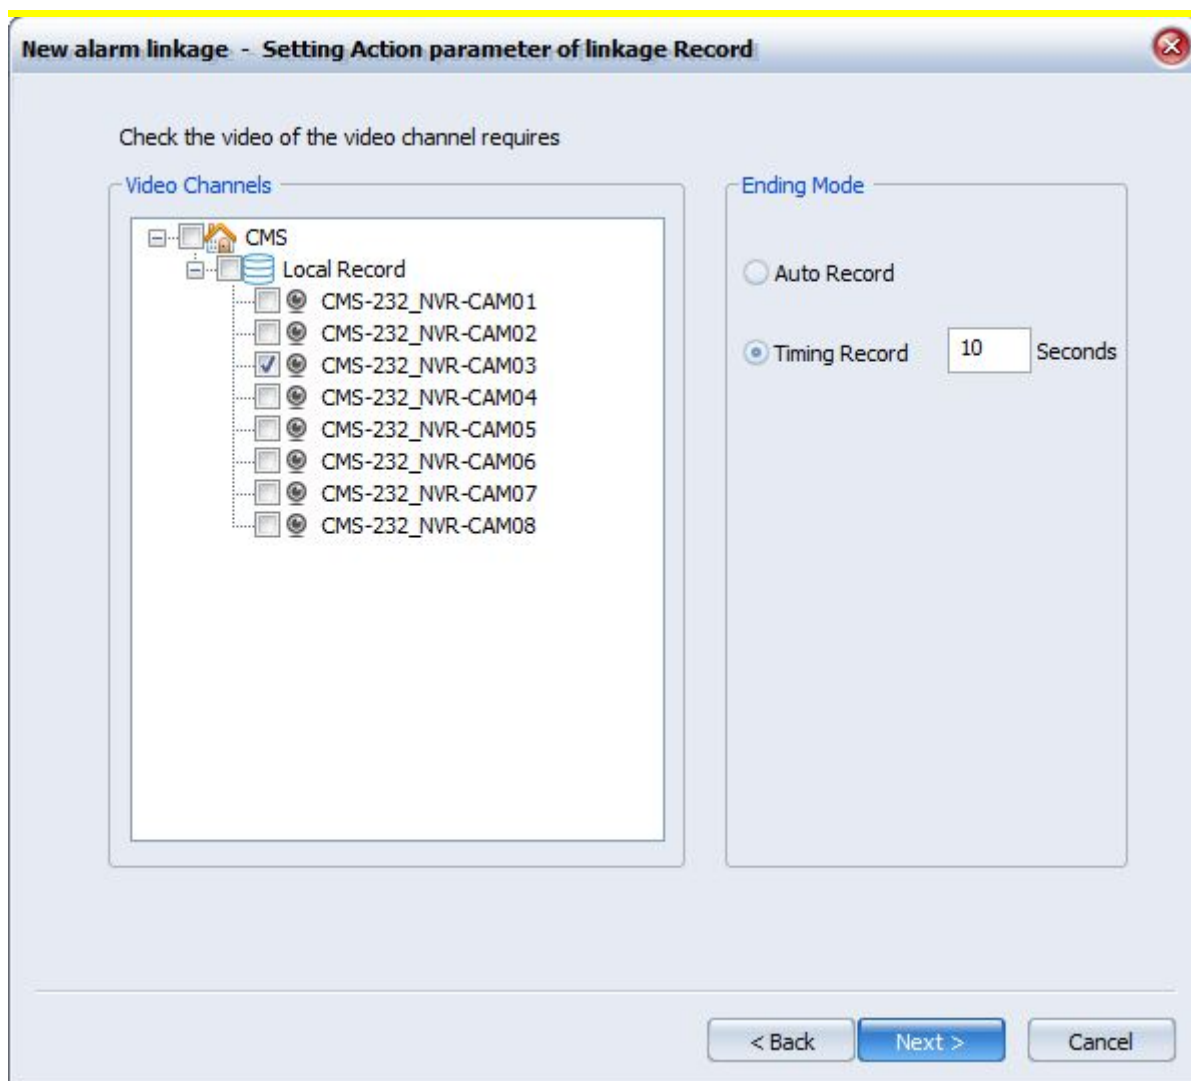 New alarm linkage - Setting Action parameter of linkage Record
Check the video of the video channel requires
Video Channels
CMS
Local Record
CMS-232_NVR-CAM01
CMS-232_NVR-CAM02
CMS-232_NVR-CAM03
CMS-232_NVR-CAM04
CMS-232_NVR-CAM05
CMS-232_NVR-CAM06
CMS-232_NVR-CAM07
CMS-232_NVR-CAM08
Ending Mode
Auto Record
Timing Record 10 Seconds
< Back Next > Cancel